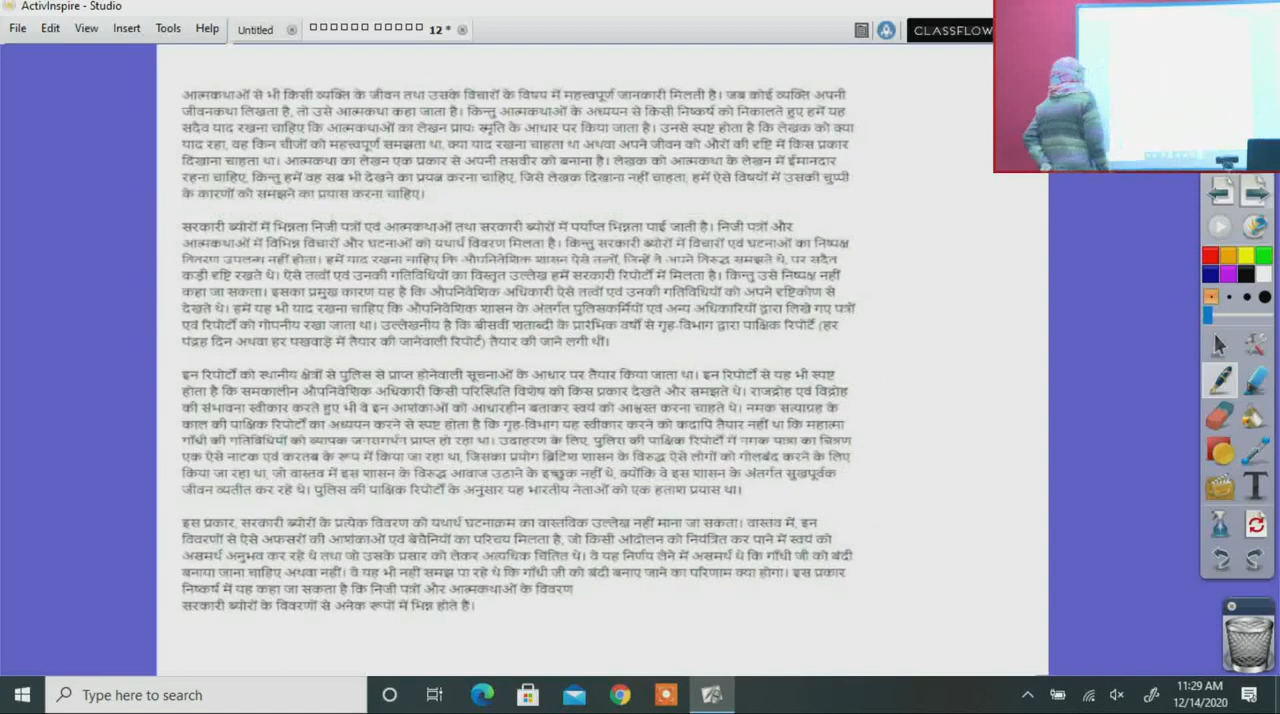 ActivInspire - Studio
File Edit View Insert Tools Help Untitled 12 *
CLASSFLOW
आत्मकथाओं से भी किसी व्यक्ति के जीवन तथा उसके विचारों के विषय में महत्त्वपूर्ण जानकारी मिलती है। जब कोई व्यक्ति अपनी
जीवनकथा लिखता है, तो उसे आत्मकथा कहा जाता है। किन्तु आत्मकथाओं के अध्ययन से किसी निष्कर्ष को निकालते हुए हमें यह
सदैव याद रखना चाहिए कि आत्मकथाओं का लेखन प्रायः स्मृति के आधार पर किया जाता है। उनसे स्पष्ट होता है कि लेखक को क्या
याद रहा, वह किन चीजों को महत्त्वपूर्ण समझता था, क्या याद रखना चाहता था अथवा अपने जीवन को औरों की दृष्टि में किस प्रकार
दिखाना चाहता था। आत्मकथा का लेखन एक प्रकार से अपनी तसवीर को बनाना है। लेखक को आत्मकथा के लेखन में ईमानदार
रहना चाहिए, किन्तु हमें वह सब भी देखने का प्रयत्न करना चाहिए, जिसे लेखक दिखाना नहीं चाहता, हमें ऐसे विषयों में उसकी चुप्पी
के कारणों को समझने का प्रयास करना चाहिए।
सरकारी ब्योरों में भिन्नता निजी पत्रों एवं आत्मकथाओं तथा सरकारी ब्योरों में पर्याप्त भिन्नता पाई जाती है। निजी पत्रों और
आत्मकथाओं में विभिन्न विचारों और घटनाओं को यथार्थ विवरण मिलता है। किन्तु सरकारी ब्योरों में विचारों एवं घटनाओं का निष्पक्ष
विवरण उपलब्ध नहीं होता। हमें याद रखना चाहिए कि औपनिवेशिक शासन ऐसे तत्वों, जिन्हें वे अपने विरुद्ध समझते थे, पर सदैव
कड़ी दृष्टि रखते थे। ऐसे तत्वों एवं उनकी गतिविधियों का विस्तृत उल्लेख हमें सरकारी रिपोर्टों में मिलता है। किन्तु उसे निष्पक्ष नहीं
कहा जा सकता। इसका प्रमुख कारण यह है कि औपनिवेशिक अधिकारी ऐसे तत्वों एवं उनकी गतिविधियों को अपने दृष्टिकोण से
देखते थे। हमें यह भी याद रखना चाहिए कि औपनिवेशिक शासन के अंतर्गत पुलिसकर्मियों एवं अन्य अधिकारियों द्वारा लिखे गए पत्रों
एवं रिपोर्टों को गोपनीय रखा जाता था। उल्लेखनीय है कि बीसवीं शताब्दी के प्रारंभिक वर्षों से गृह-विभाग द्वारा पाक्षिक रिपोर्टे (हर
पंद्रह दिन अथवा हर पखवाड़े में तैयार की जानेवाली रिपोर्ट) तैयार की जाने लगी थीं।
इन रिपोर्टों को स्थानीय क्षेत्रों से पुलिस से प्राप्त होनेवाली सूचनाओं के आधार पर तैयार किया जाता था। इन रिपोर्टों से यह भी स्पष्ट
होता है कि समकालीन औपनिवेशिक अधिकारी किसी परिस्थिति विशेष को किस प्रकार देखते और समझते थे। राजद्रोह एवं विद्रोह
की संभावना स्वीकार करते हुए भी वे इन आशंकाओं को आधारहीन बताकर स्वयं को आश्वस्त करना चाहते थे। नमक सत्याग्रह के
काल की पाक्षिक रिपोर्टों का अध्ययन करने से स्पष्ट होता है कि गृह-विभाग यह स्वीकार करने को कदापि तैयार नहीं था कि महात्मा
गाँधी की गतिविधियों को व्यापक जनसमर्थन प्राप्त हो रहा था। उदाहरण के लिए, पुलिस की पाक्षिक रिपोर्टों में नमक यात्रा का चित्रण
एक ऐसे नाटक एवं करतब के रूप में किया जा रहा था, जिसका प्रयोग ब्रिटिश शासन के विरुद्ध ऐसे लोगों को गोलबंद करने के लिए
किया जा रहा था, जो वास्तव में इस शासन के विरुद्ध आवाज उठाने के इच्छुक नहीं थे, क्योंकि वे इस शासन के अंतर्गत सुखपूर्वक
जीवन व्यतीत कर रहे थे। पुलिस की पाक्षिक रिपोर्टों के अनुसार यह भारतीय नेताओं को एक हताश प्रयास था।
इस प्रकार, सरकारी ब्योरों के प्रत्येक विवरण को यथार्थ घटनाक्रम का वास्तविक उल्लेख नहीं माना जा सकता। वास्तव में, इन
विवरणों से ऐसे अफसरों की आशंकाओं एवं बेचैनियों का परिचय मिलता है, जो किसी आंदोलन को नियंत्रित कर पाने में स्वयं को
असमर्थ अनुभव कर रहे थे तथा जो उसके प्रसार को लेकर अत्यधिक चिंतित थे। वे यह निर्णय लेने में असमर्थ थे कि गाँधी जी को बंदी
बनाया जाना चाहिए अथवा नहीं। वे यह भी नहीं समझ पा रहे थे कि गाँधी जी को बंदी बनाए जाने का परिणाम क्या होगा। इस प्रकार
निष्कर्ष में यह कहा जा सकता है कि निजी पत्रों और आत्मकथाओं के विवरण
सरकारी ब्योरों के विवरणों से अनेक रूपों में भिन्न होते हैं।
Type here to search
11:29 AM
12/14/2020